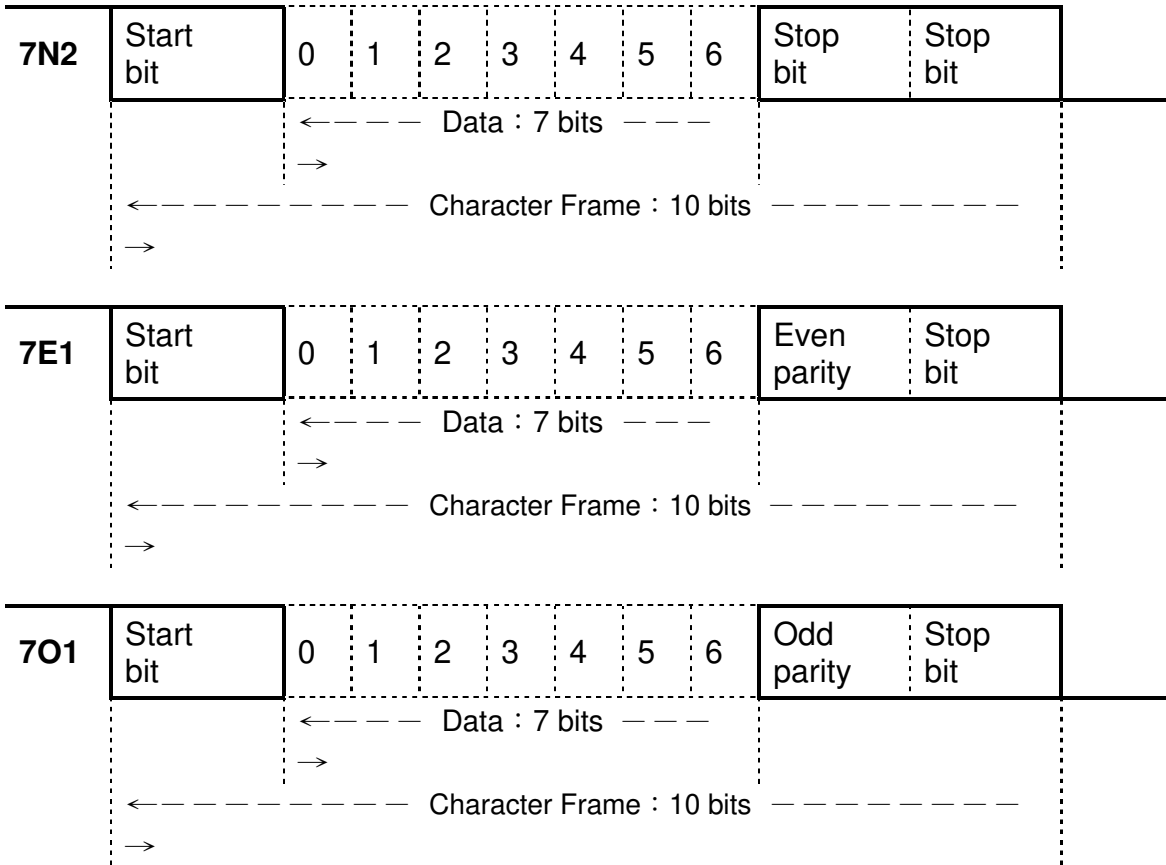 7N2 Start bit 0 1 2 3 4 5 6 Stop bit Stop bit
←— — — Data：7 bits — — —
→
←— — — — — — — — Character Frame：10 bits — — — — — — — —
→
7E1 Start bit 0 1 2 3 4 5 6 Even parity Stop bit
←— — — Data：7 bits — — —
→
←— — — — — — — — Character Frame：10 bits — — — — — — — —
→
7O1 Start bit 0 1 2 3 4 5 6 Odd parity Stop bit
←— — — Data：7 bits — — —
→
←— — — — — — — — Character Frame：10 bits — — — — — — — —
→